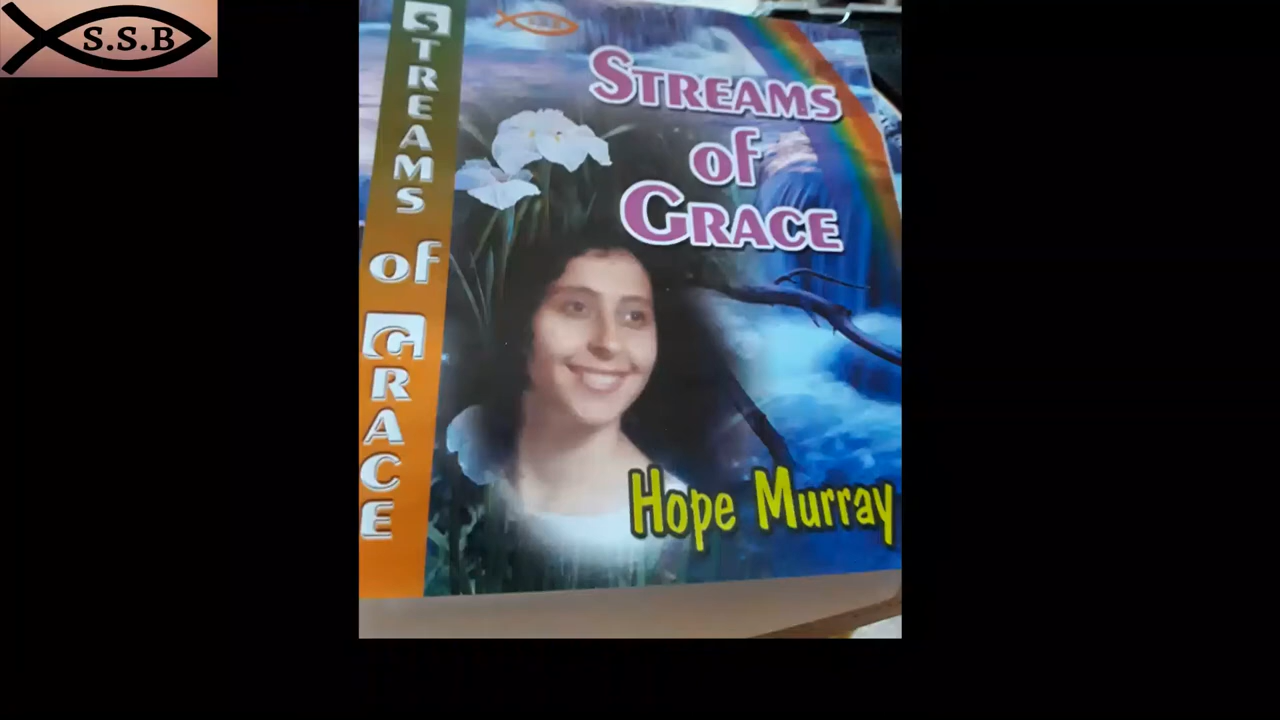 S.S.B
STREAMS of GRACE
S.S.B
STREAMS
of
GRACE
Hope Murray